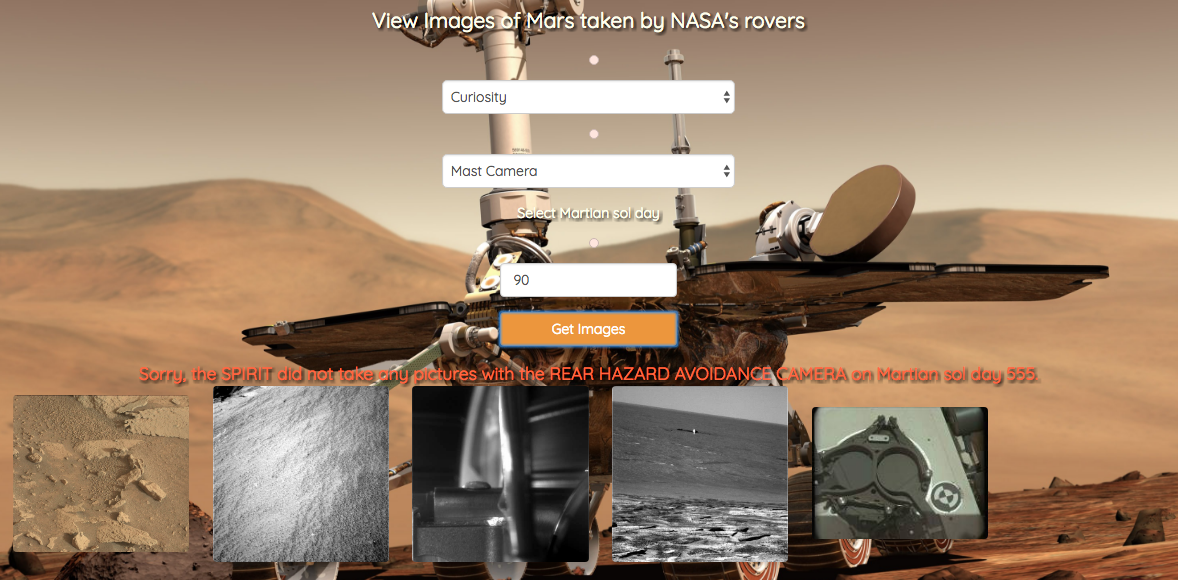 View Images of Mars taken by NASA's rovers
Curiosity
Mast Camera
Select Martian sol day
90
Get Images
Sorry, the SPIRIT did not take any pictures with the REAR HAZARD AVOIDANCE CAMERA on Martian sol day 555.